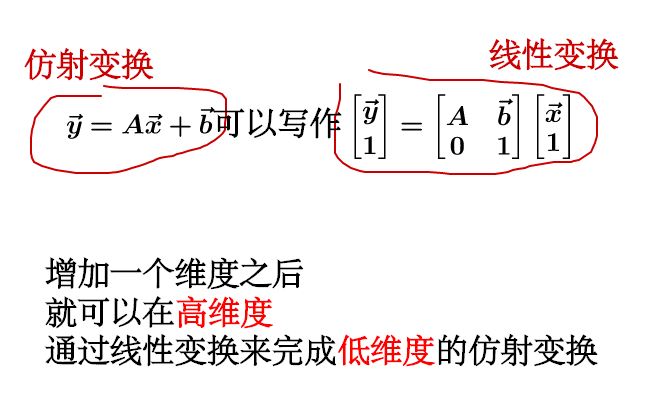 仿射变换
线性变换
$\vec{y} = A\vec{x} + \vec{b}$可以写作$\begin{bmatrix} \vec{y} \\ 1 \end{bmatrix} = \begin{bmatrix} A & \vec{b} \\ 0 & 1 \end{bmatrix} \begin{bmatrix} \vec{x} \\ 1 \end{bmatrix}$
增加一个维度之后
就可以在高维度
通过线性变换来完成低维度的仿射变换